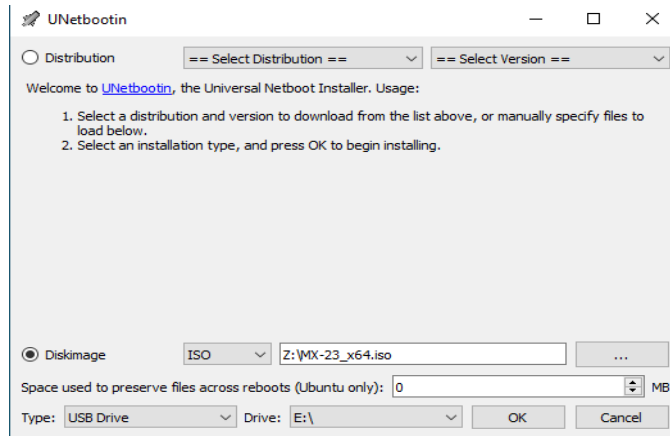 UNetbootin
Distribution == Select Distribution == == Select Version ==
Welcome to UNetbootin, the Universal Netboot Installer. Usage:
1. Select a distribution and version to download from the list above, or manually specify files to
load below.
2. Select an installation type, and press OK to begin installing.
Diskimage ISO Z:\MX-23_x64.iso ...
Space used to preserve files across reboots (Ubuntu only): 0 MB
Type: USB Drive Drive: E:\ OK Cancel